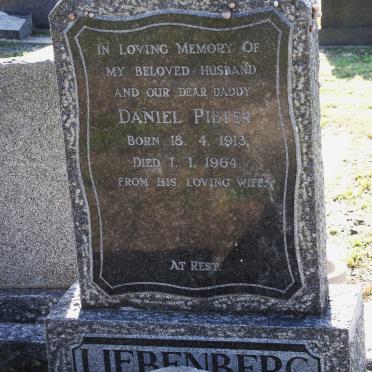 IN LOVING MEMORY OF
MY BELOVED HUSBAND
AND OUR DEAR DADDY
DANIEL PIETER
BORN 18. 4. 1913.
DIED 1. 1. 1964.
FROM HIS LOVING WIFE.
AT REST.
LIEBENBERG